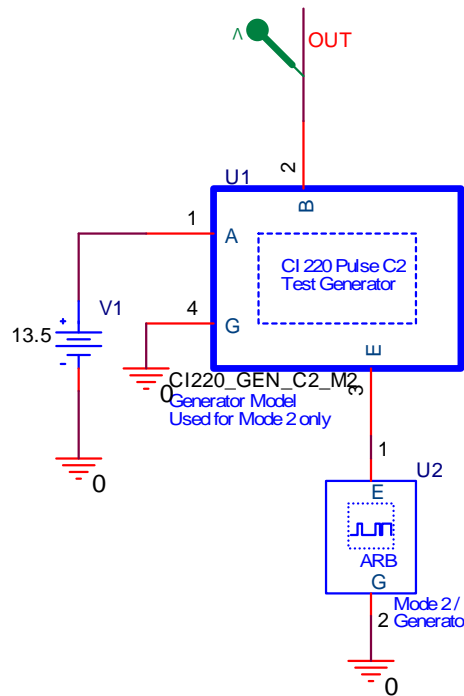 V
OUT
2
U1
B
1
A
CI 220 Pulse C2
Test Generator
V1
+
13.5
-
4
G
E
0
CI220_GEN_C2_M2
Generator Model
Used for Mode 2 only
3
0
1
U2
E
ARB
G
2
Mode 2 /
Generato
0